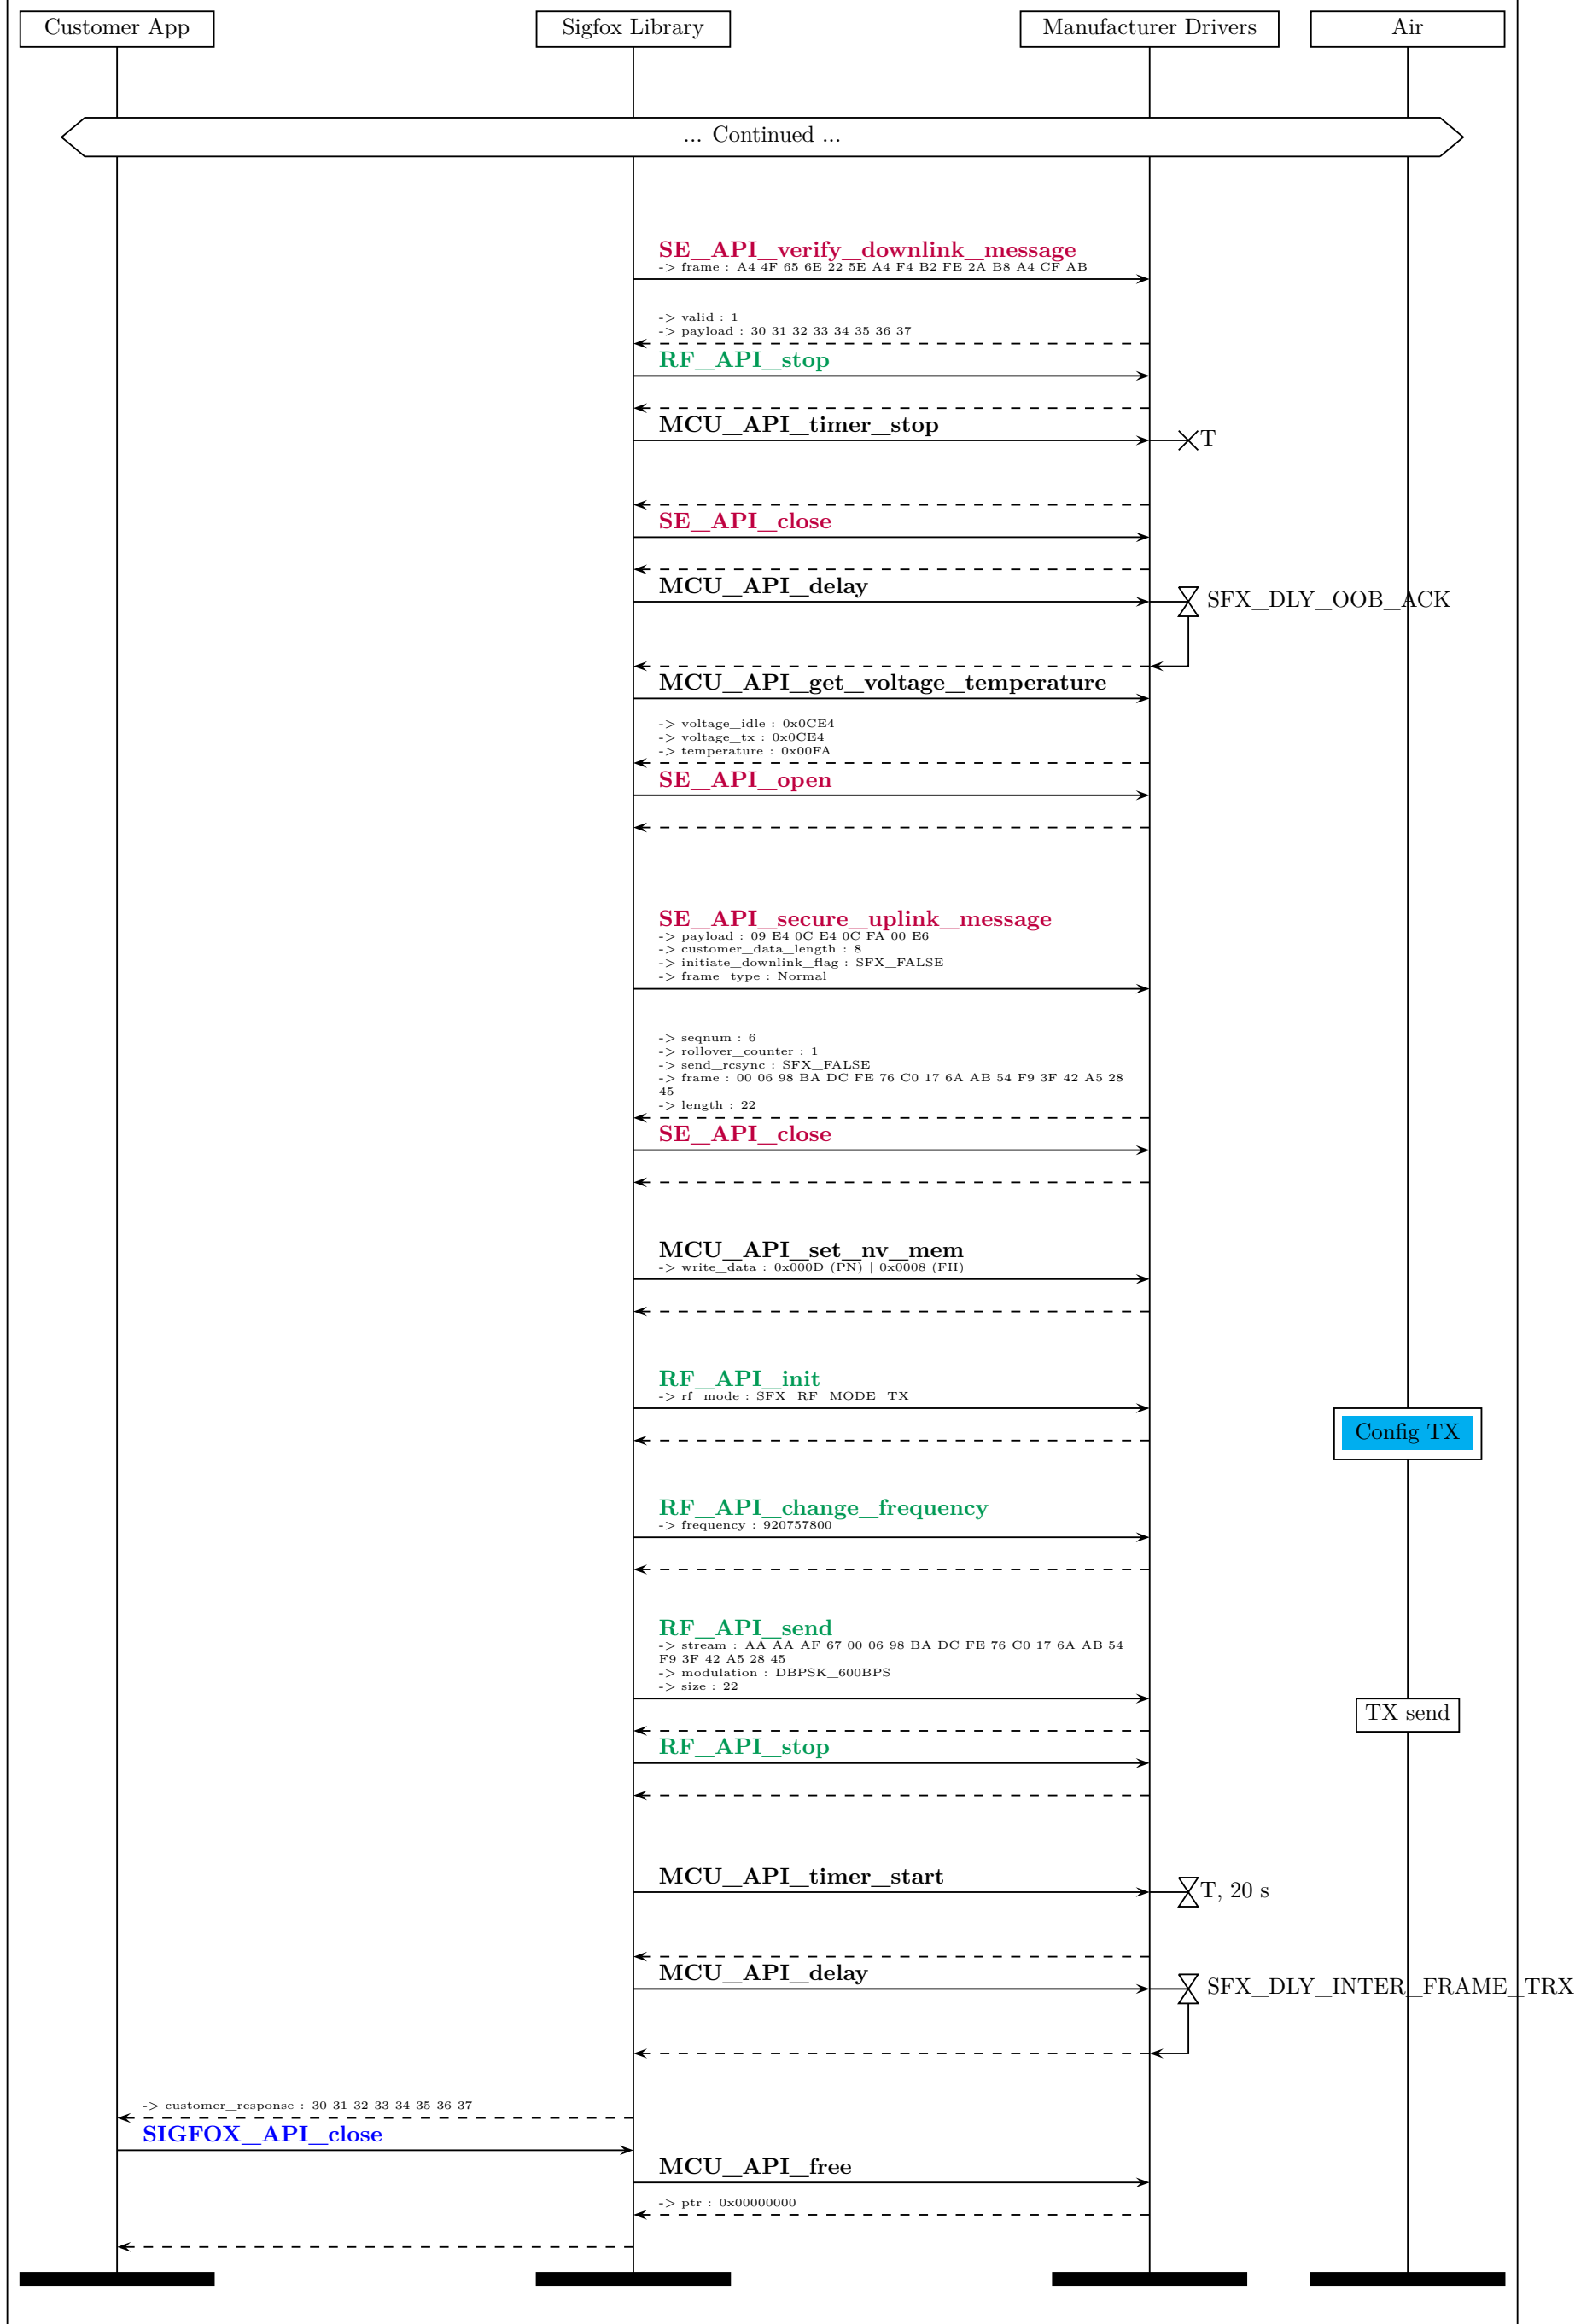 Customer App
Sigfox Library
Manufacturer Drivers
Air
... Continued ...
SE_API_verify_downlink_message
-> frame : A4 4F 65 6E 22 5E A4 F4 B2 FE 2A B8 A4 CF AB
-> valid : 1
-> payload : 30 31 32 33 34 35 36 37
RF_API_stop
MCU_API_timer_stop
T
SE_API_close
MCU_API_delay
SFX_DLY_OOB_ACK
MCU_API_get_voltage_temperature
-> voltage_idle : 0x0CE4
-> voltage_tx : 0x0CE4
-> temperature : 0x00FA
SE_API_open
SE_API_secure_uplink_message
-> payload : 09 E4 0C E4 0C FA 00 E6
-> customer_data_length : 8
-> initiate_downlink_flag : SFX_FALSE
-> frame_type : Normal
-> seqnum : 6
-> rollover_counter : 1
-> send_rcsync : SFX_FALSE
-> frame : 00 06 98 BA DC FE 76 C0 17 6A AB 54 F9 3F 42 A5 28
45
-> length : 22
SE_API_close
MCU_API_set_nv_mem
-> write_data : 0x000D (PN) | 0x0008 (FH)
RF_API_init
-> rf_mode : SFX_RF_MODE_TX
Config TX
RF_API_change_frequency
-> frequency : 920757800
RF_API_send
-> stream : AA AA AF 67 00 06 98 BA DC FE 76 C0 17 6A AB 54
F9 3F 42 A5 28 45
-> modulation : DBPSK_600BPS
-> size : 22
TX send
RF_API_stop
MCU_API_timer_start
T, 20 s
MCU_API_delay
SFX_DLY_INTER_FRAME_TRX
-> customer_response : 30 31 32 33 34 35 36 37
SIGFOX_API_close
MCU_API_free
-> ptr : 0x00000000